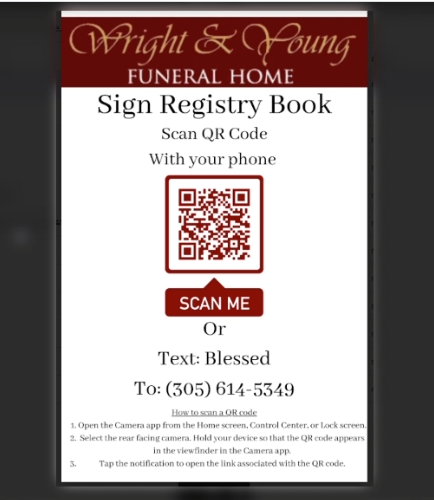 Wright & Young
FUNERAL HOME
Sign Registry Book
Scan QR Code
With your phone
SCAN ME
Or
Text: Blessed
To: (305) 614-5349
How to scan a QR code
1. Open the Camera app from the Home screen, Control Center, or Lock screen.
2. Select the rear facing camera. Hold your device so that the QR code appears
in the viewfinder in the Camera app.
3. Tap the notification to open the link associated with the QR code.